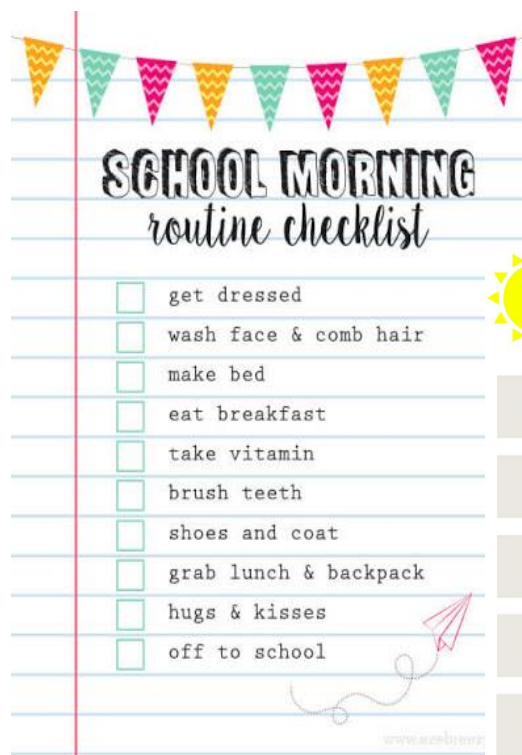 SCHOOL MORNING
routine checklist
get dressed
wash face & comb hair
make bed
eat breakfast
take vitamin
brush teeth
shoes and coat
grab lunch & backpack
hugs & kisses
off to school